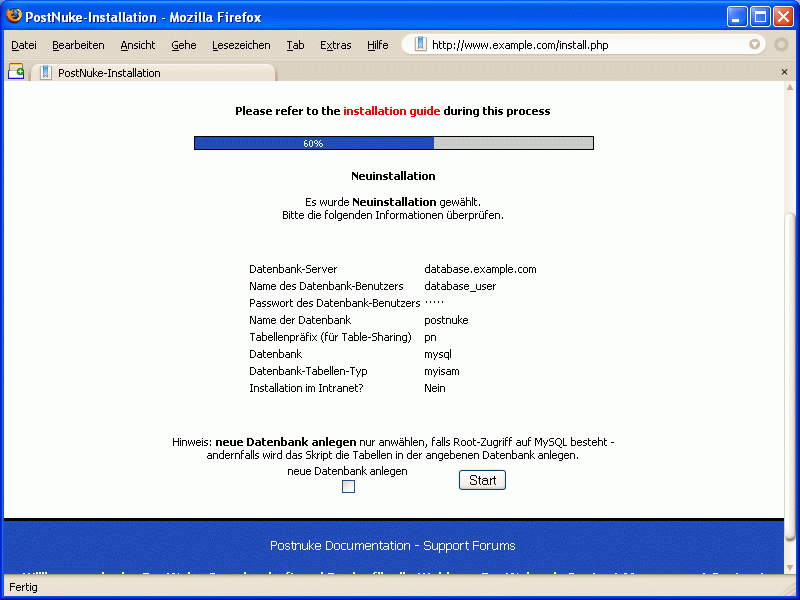 PostNuke-Installation - Mozilla Firefox
Datei Bearbeiten Ansicht Gehe Lesezeichen Tab Extras Hilfe http://www.example.com/install.php
PostNuke-Installation
Please refer to the installation guide during this process
60%
Neuinstallation
Es wurde Neuinstallation gewählt.
Bitte die folgenden Informationen überprüfen.
Datenbank-Server database.example.com
Name des Datenbank-Benutzers database_user
Passwort des Datenbank-Benutzers ·····
Name der Datenbank postnuke
Tabellenpräfix (für Table-Sharing) pn
Datenbank mysql
Datenbank-Tabellen-Typ myisam
Installation im Intranet? Nein
Hinweis: neue Datenbank anlegen nur anwählen, falls Root-Zugriff auf MySQL besteht -
andernfalls wird das Skript die Tabellen in der angebenen Datenbank anlegen.
neue Datenbank anlegen
Start
Postnuke Documentation - Support Forums
Fertig